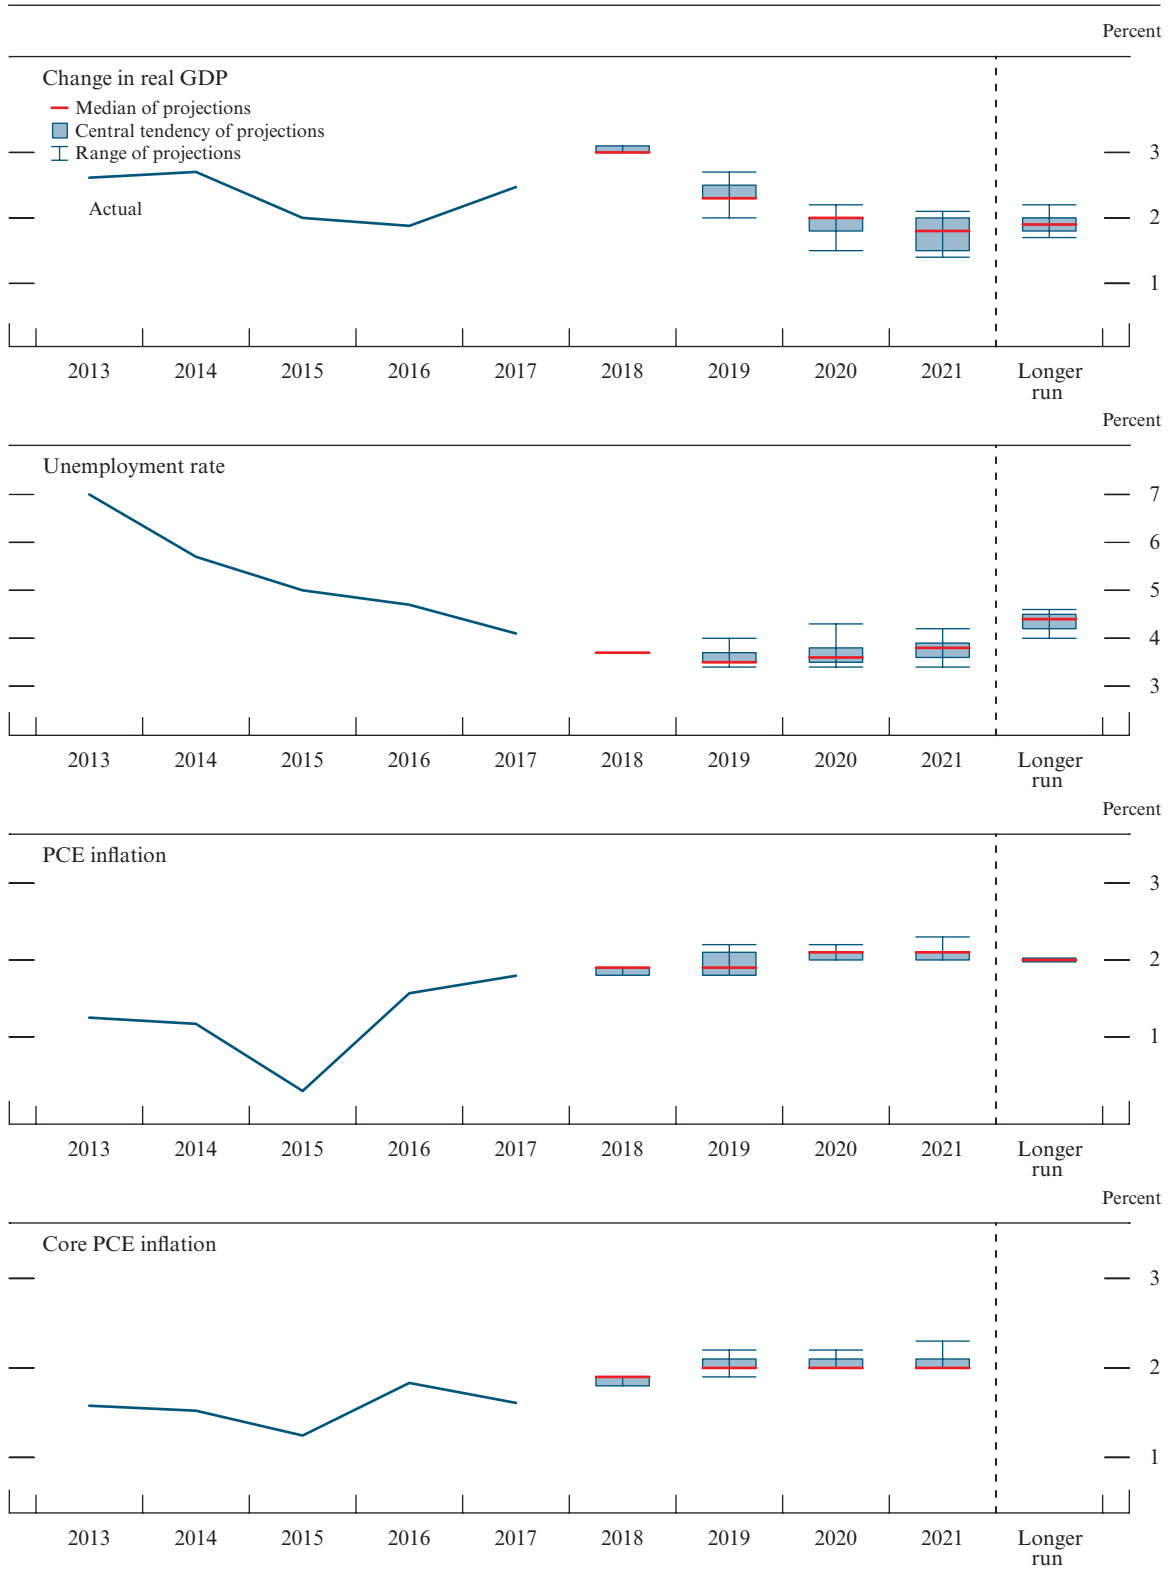 Percent
Change in real GDP
Median of projections
Central tendency of projections
Range of projections
Actual
3
2
1
2013 2014 2015 2016 2017 2018 2019 2020 2021 Longer
run
Percent
Unemployment rate
7
6
5
4
3
2013 2014 2015 2016 2017 2018 2019 2020 2021 Longer
run
Percent
PCE inflation
3
2
1
2013 2014 2015 2016 2017 2018 2019 2020 2021 Longer
run
Percent
Core PCE inflation
3
2
1
2013 2014 2015 2016 2017 2018 2019 2020 2021 Longer
run